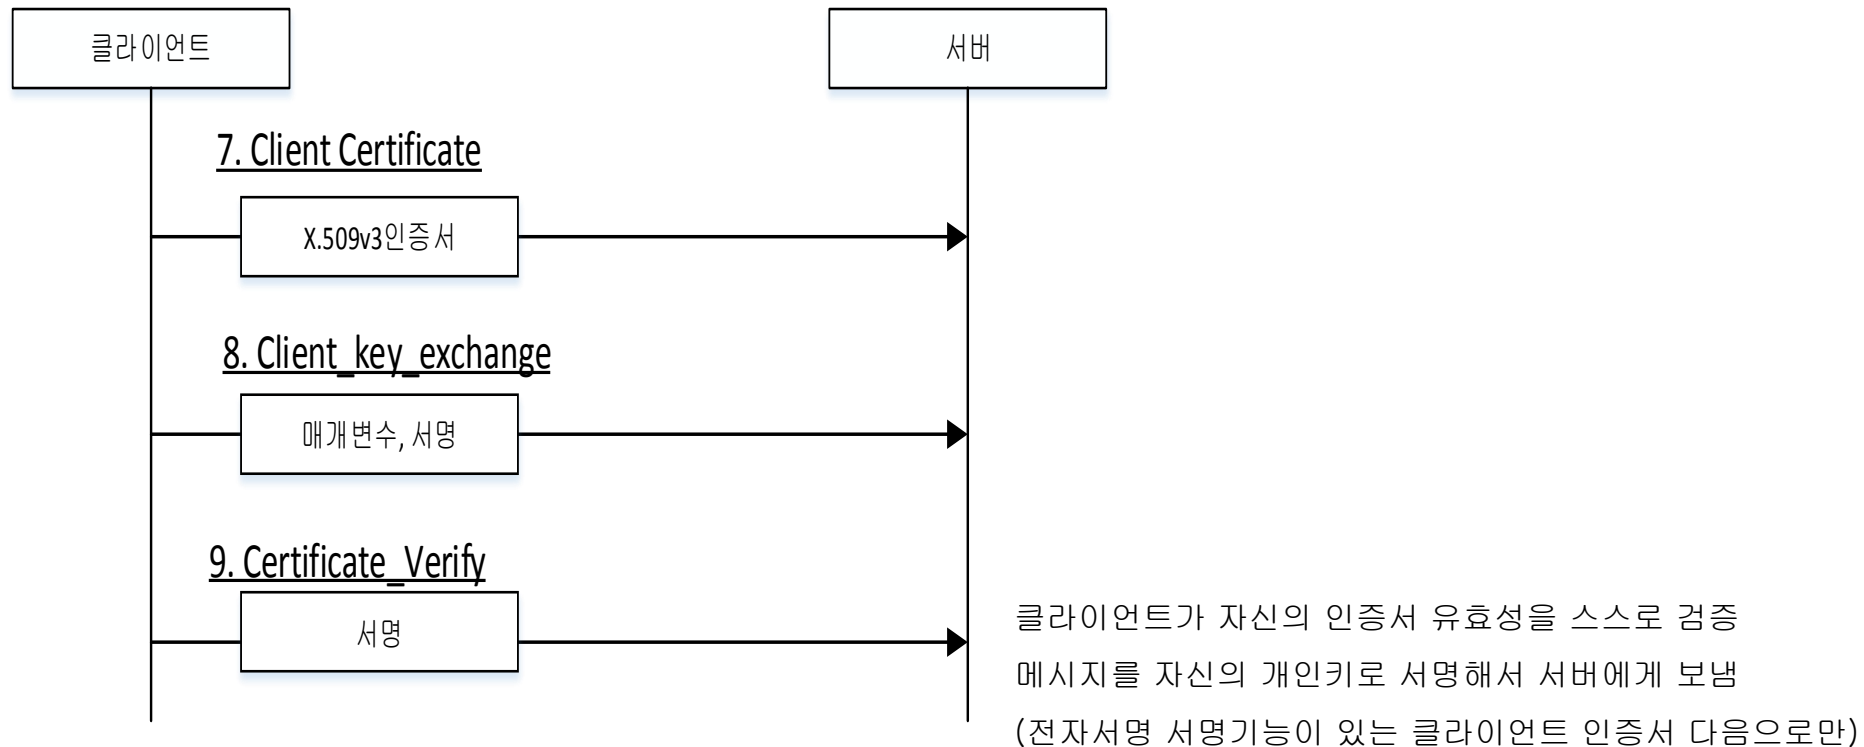 클라이언트
서버
7. Client Certificate
X.509v3인증서
8. Client_key_exchange
매개변수, 서명
9. Certificate_Verify
서명
클라이언트가 자신의 인증서 유효성을 스스로 검증
메시지를 자신의 개인키로 서명해서 서버에게 보냄
(전자서명 서명기능이 있는 클라이언트 인증서 다음으로만)